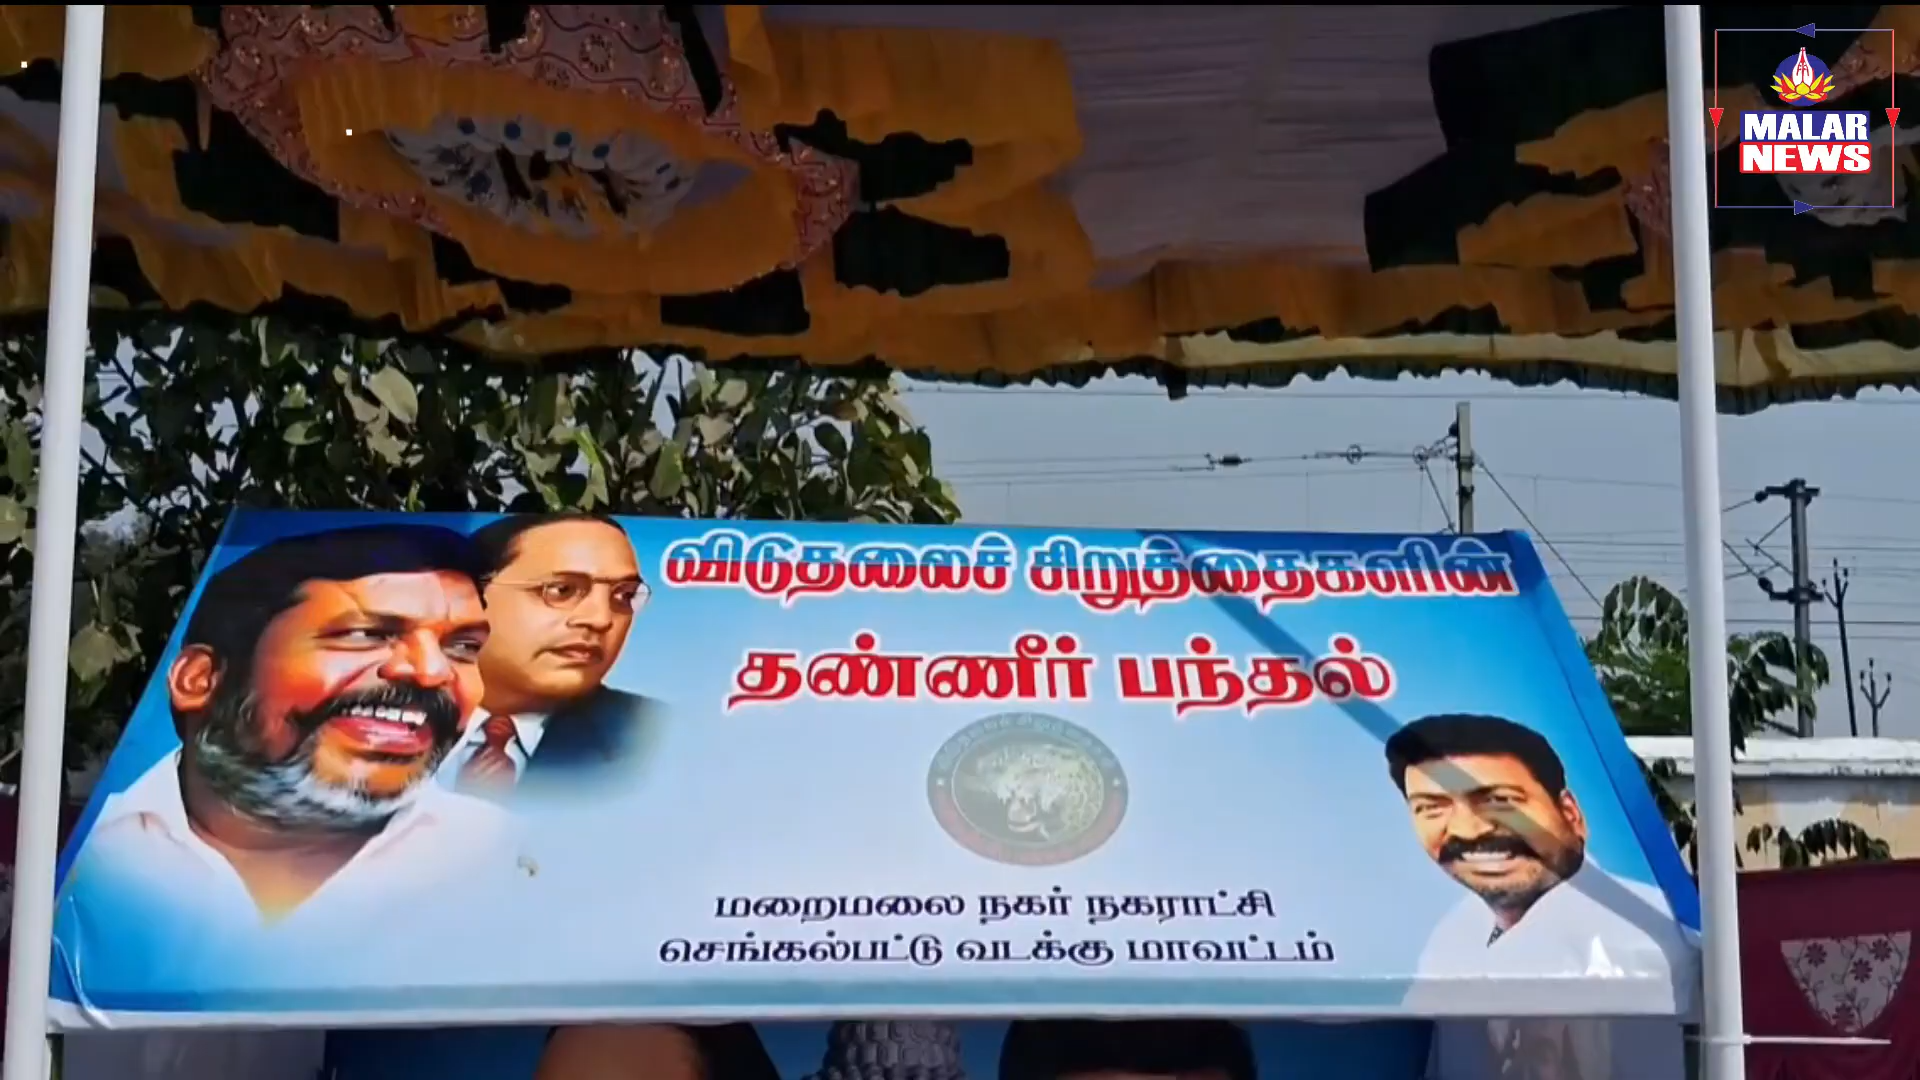 MALAR
NEWS
விடுதலைச் சிறுத்தைகளின்
தண்ணீர் பந்தல்
மறைமலை நகர் நகராட்சி
செங்கல்பட்டு வடக்கு மாவட்டம்